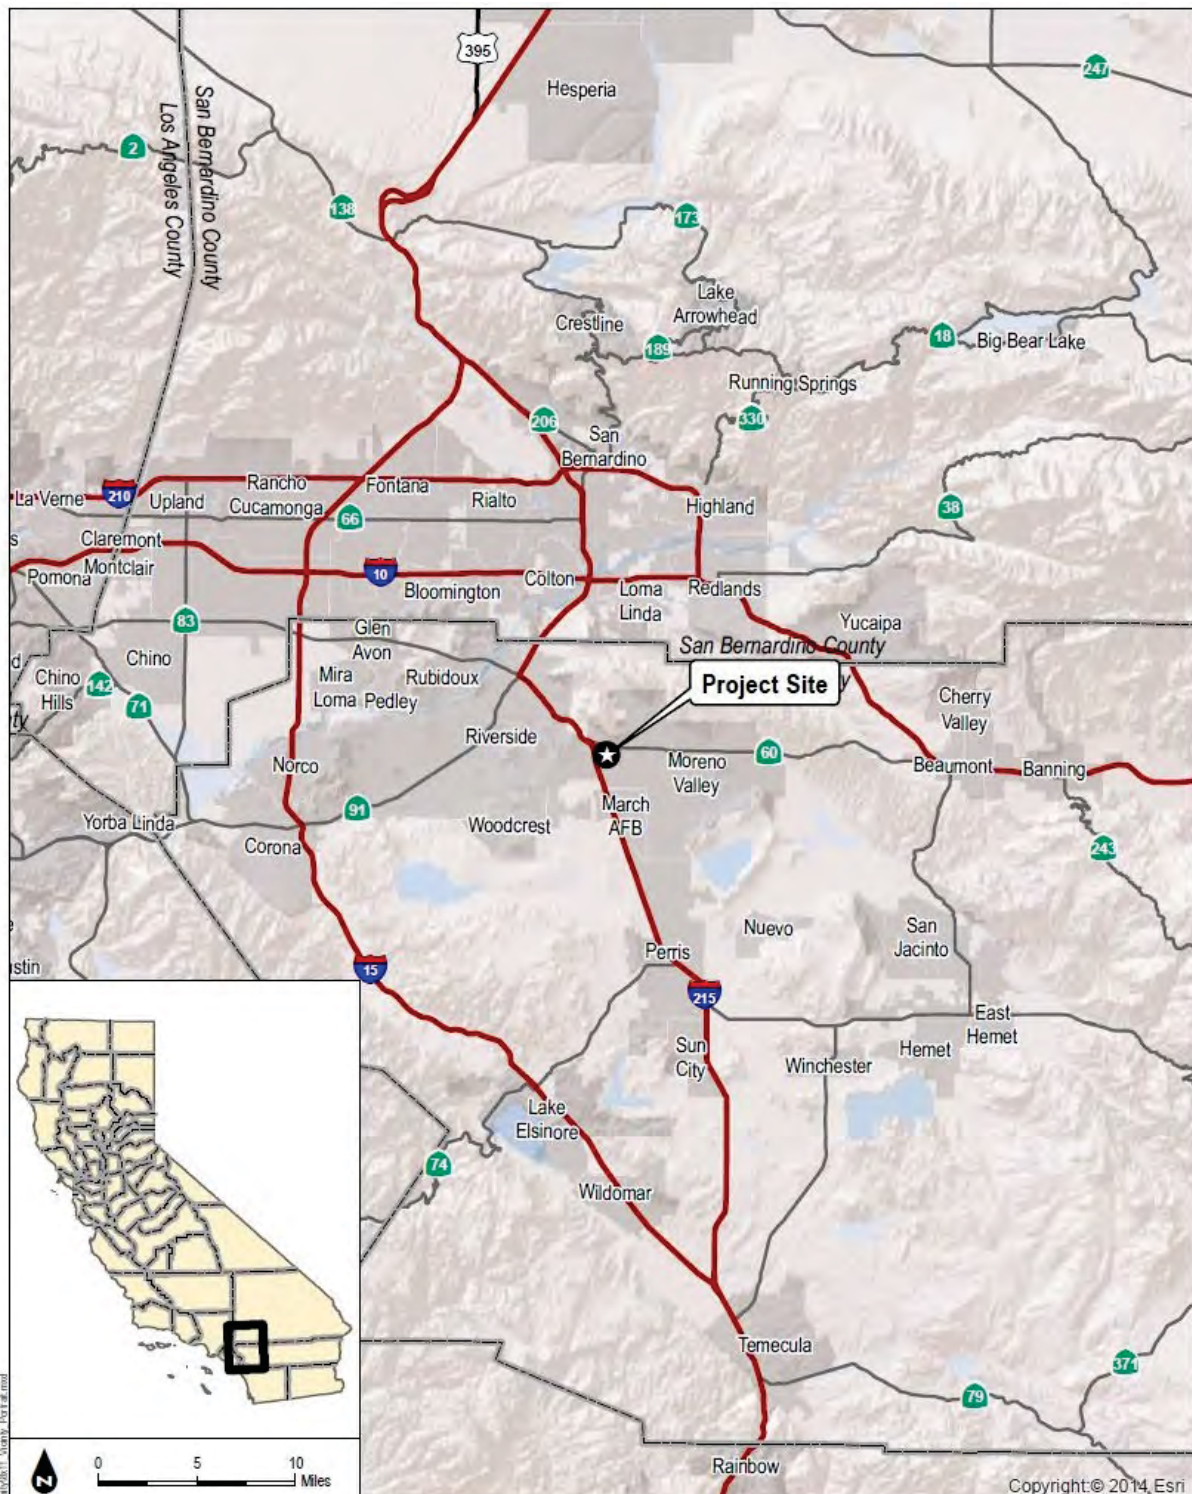 395
Hesperia
247
2
San Bernardino County
Los Angeles County
138
173
Lake
Arrowhead
Crestline
189
18
Big Bear Lake
Running Springs
330
206
San
Bernardino
La Verne
210
Upland
Rancho
Cucamonga
Fontana
Rialto
Highland
66
38
Claremont
Montclair
Pomona
10
Bloomington
Colton
Loma
Linda
Redlands
83
Glen
Avon
Yucaipa
San Bernardino County
Chino
Chino
Hills
142
71
Mira
Loma
Pedley
Rubidoux
Project Site
Cherry
Valley
Riverside
Moreno
Valley
60
Norco
Beaumont
Banning
91
March
AFB
Yorba Linda
Woodcrest
Corona
243
Nuevo
San
Jacinto
Perris
stin
15
215
East
Hemet
Sun
City
Hemet
Winchester
Lake
Elsinore
74
Wildomar
Temecula
371
79
Rainbow
N
0
5
10
Miles
Copyright:© 2014 Esri